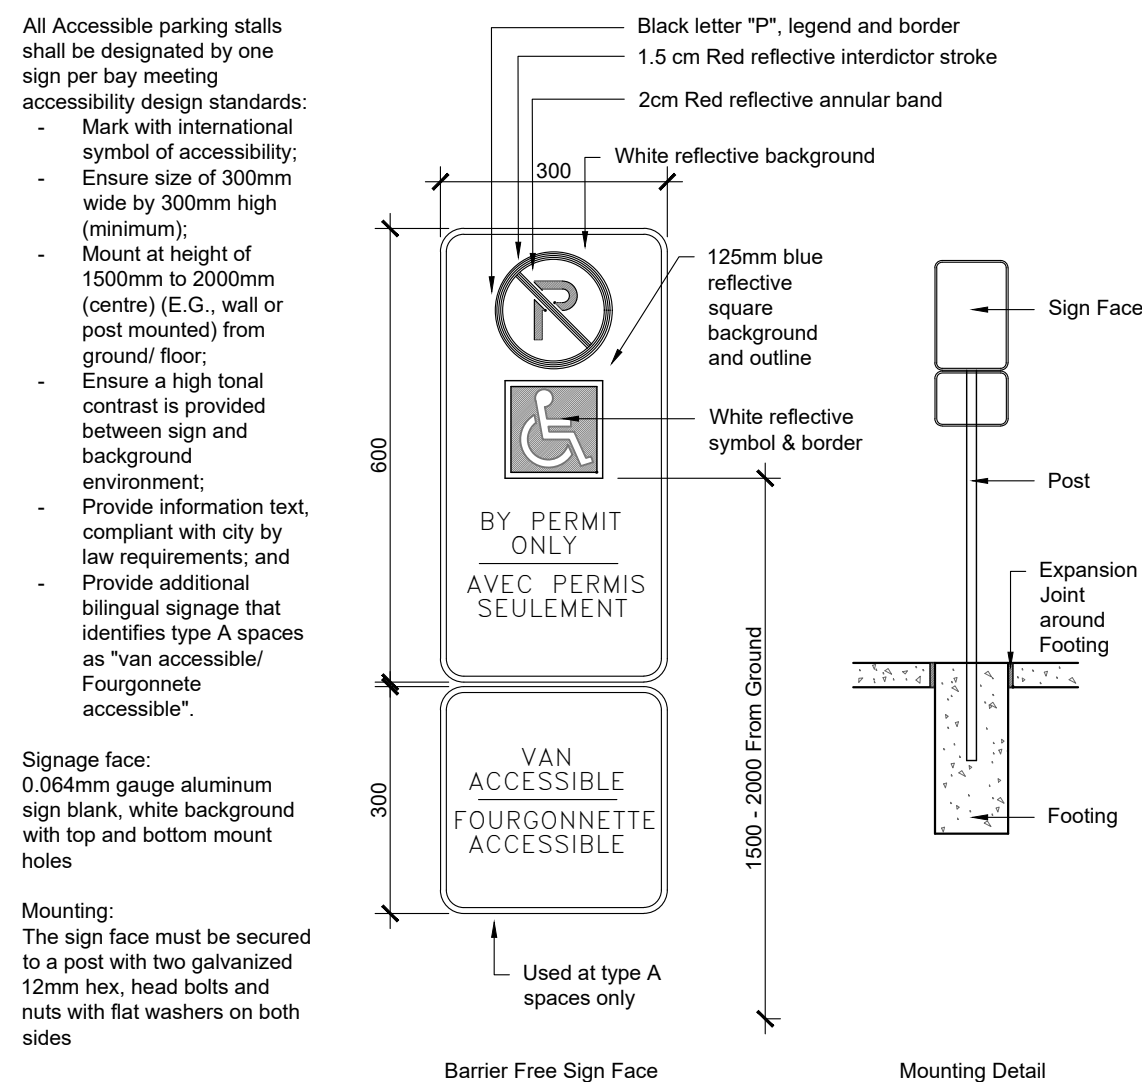 All Accessible parking stalls
shall be designated by one
sign per bay meeting
accessibility design standards:
- Mark with international
symbol of accessibility;
- Ensure size of 300mm
wide by 300mm high
(minimum);
- Mount at height of
1500mm to 2000mm
(centre) (E.G., wall or
post mounted) from
ground/ floor;
- Ensure a high tonal
contrast is provided
between sign and
background
environment;
- Provide information text,
compliant with city by
law requirements; and
- Provide additional
bilingual signage that
identifies type A spaces
as "van accessible/
Fourgonnete
accessible".
Signage face:
0.064mm gauge aluminum
sign blank, white background
with top and bottom mount
holes
Mounting:
The sign face must be secured
to a post with two galvanized
12mm hex, head bolts and
nuts with flat washers on both
sides
Black letter "P", legend and border
1.5 cm Red reflective interdictor stroke
2cm Red reflective annular band
White reflective background
300
P
125mm blue
reflective
square
background
and outline
White reflective
symbol & border
600
BY PERMIT
ONLY
AVEC PERMIS
SEULEMENT
300
VAN
ACCESSIBLE
FOURGONNETTE
ACCESSIBLE
1500 - 2000 From Ground
Used at type A
spaces only
Barrier Free Sign Face
Sign Face
Post
Expansion
Joint
around
Footing
Footing
Mounting Detail